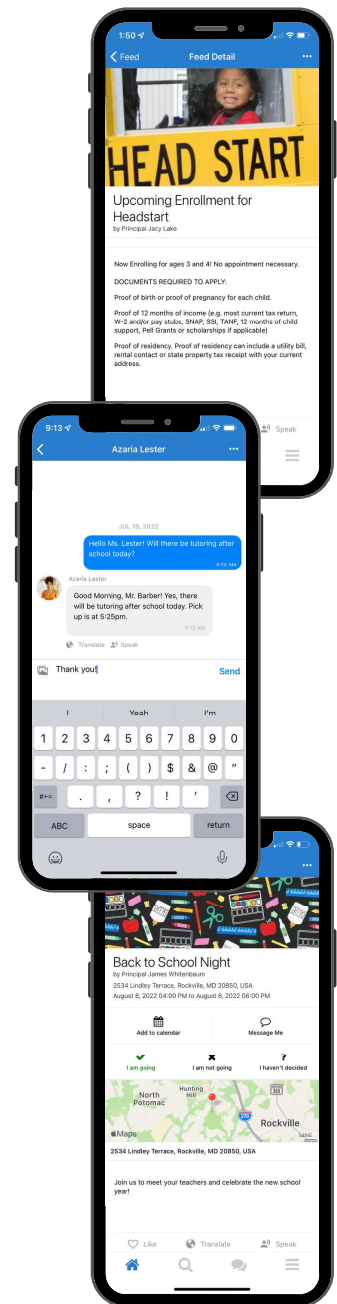 1:50
Feed
Feed Detail
HEAD START
Upcoming Enrollment for
Headstart
by Principal Jacy Lake
Now Enrolling for ages 3 and 4! No appointment necessary.
DOCUMENTS REQUIRED TO APPLY:
Proof of birth or proof of pregnancy for each child.
Proof of 12 months of income (e.g. most current tax return,
W-2 and/or pay stubs, SNAP, SSI, TANF, 12 months of child
support, Pell Grants or scholarships if applicable)
Proof of residency. Proof of residency can include a utility bill,
rental contact or state property tax receipt with your current
address.
Speak
9:13
Azaria Lester
JUL 19, 2022
Hello Ms. Lester! Will there be tutoring after
school today?
9:12 AM
Azaria Lester
Good Morning, Mr. Barber! Yes, there
will be tutoring after school today. Pick
up is at 5:25pm.
9:13 AM
Translate Speak
Thank you!
Send
I Yeah I'm
1 2 3 4 5 6 7 8 9 0
- / : ; ( ) $ & @ "
#+= . , ? ! '
ABC space return
Back to School Night
by Principal James Whitenbaum
2534 Lindley Terrace, Rockville, MD 20850, USA
August 8, 2022 04:00 PM to August 8, 2022 06:00 PM
Add to calendar Message Me
?
I am going I am not going I haven't decided
North
Potomac
Hunting
Hill
355
270
Rockville
Maps
Legal
2534 Lindley Terrace, Rockville, MD 20850, USA
Join us to meet your teachers and celebrate the new school
year!
Like Translate Speak